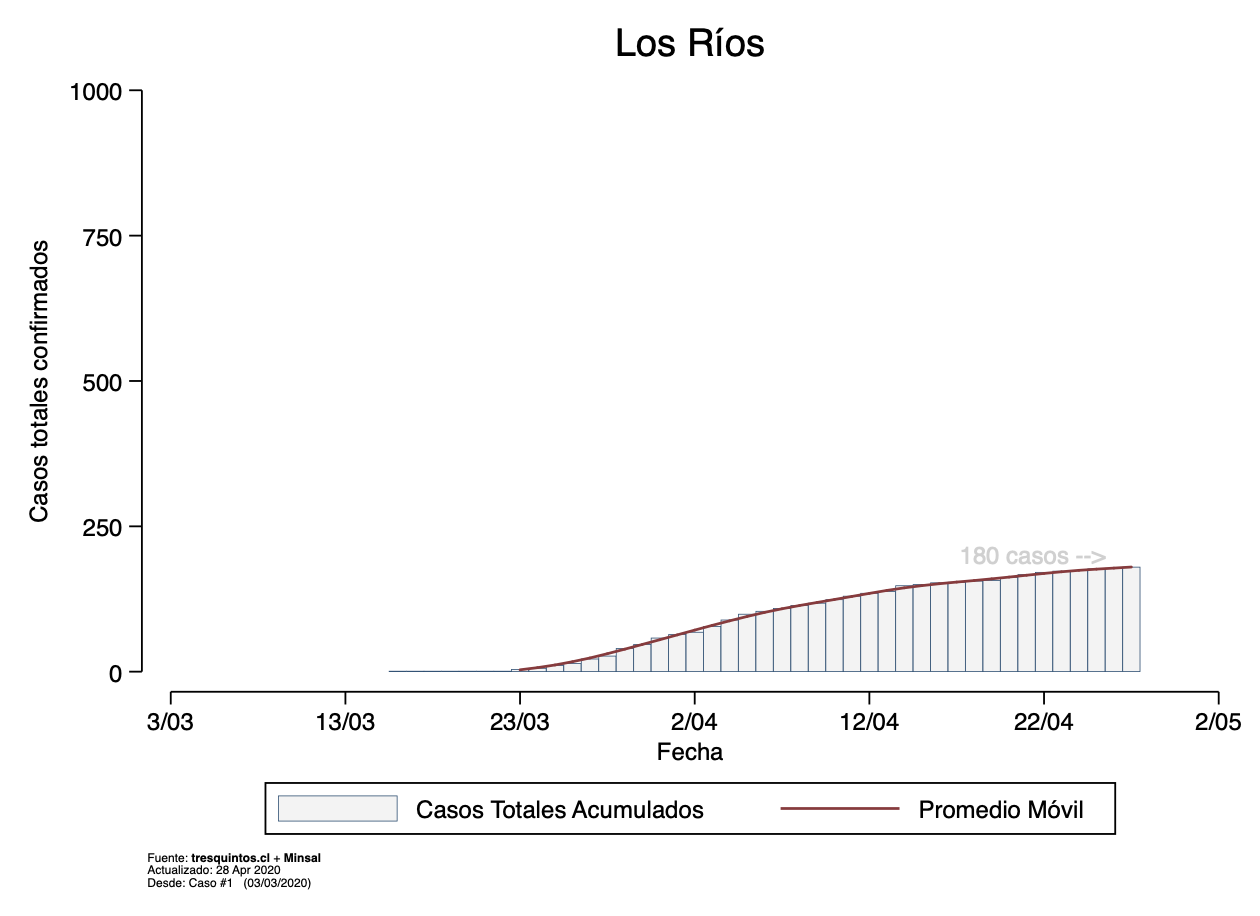 Los Ríos
1000
750
500
250
0
Casos totales confirmados
180 casos -->
3/03 13/03 23/03 2/04 12/04 22/04 2/05
Fecha
Casos Totales Acumulados Promedio Móvil
Fuente: tresquintos.cl + Minsal
Actualizado: 28 Apr 2020
Desde: Caso #1 (03/03/2020)